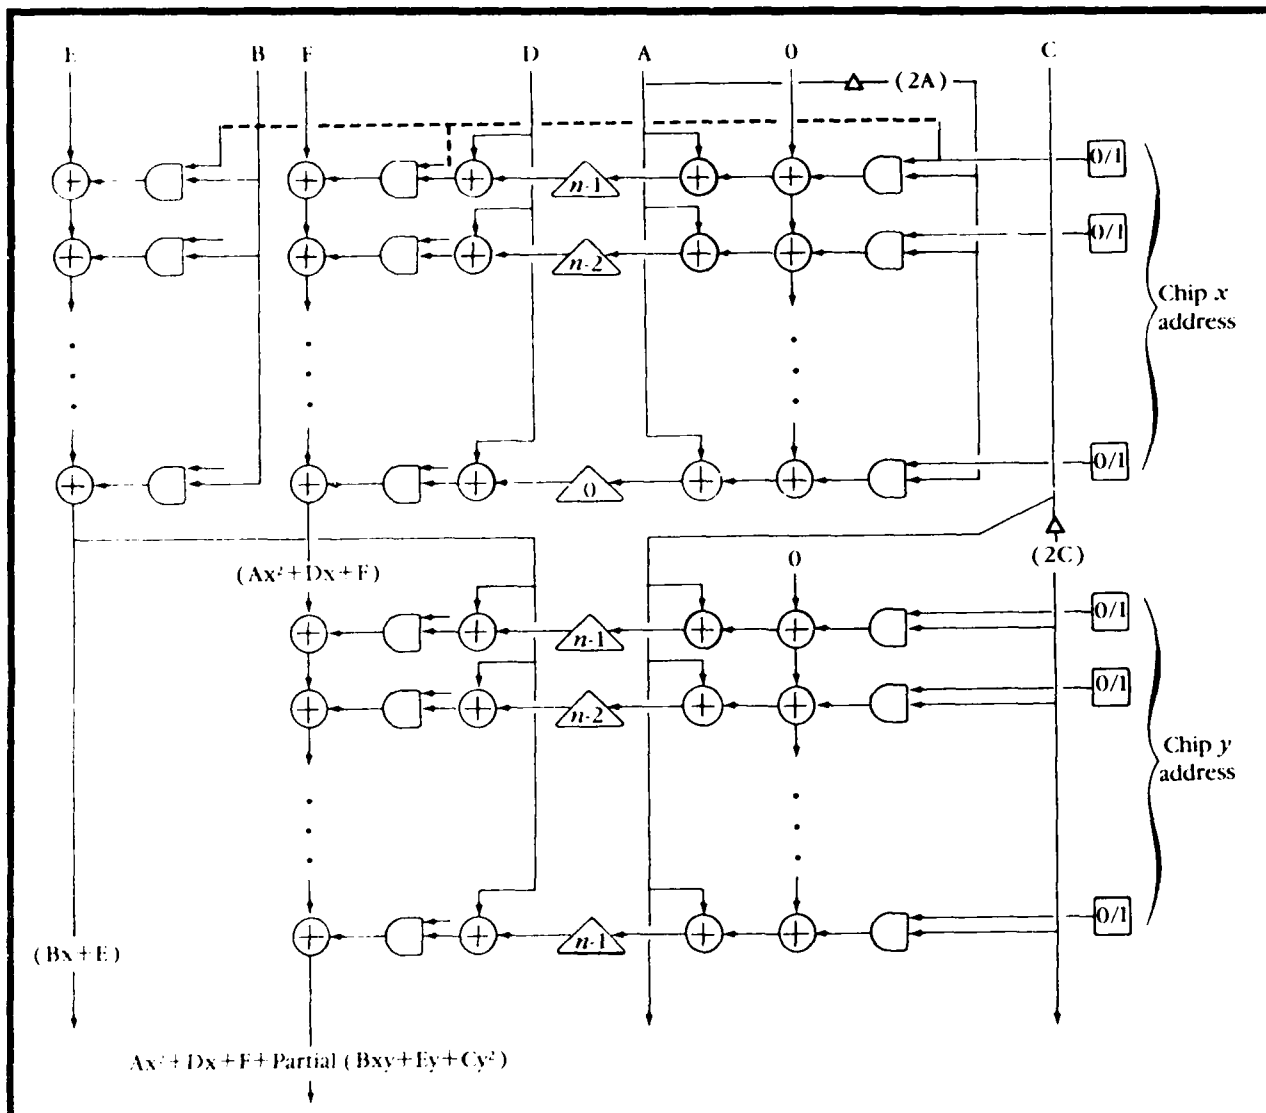 E B F D A 0 C
(2A)
0/1
n-1
0/1
n-2
Chip x
address
0/1
0
0
(2C)
(Ax²+Dx+F)
0/1
n-1
0/1
n-2
Chip y
address
0/1
n-1
(Bx+E)
Ax²+Dx+F+Partial (Bxy+Ey+Cy²)